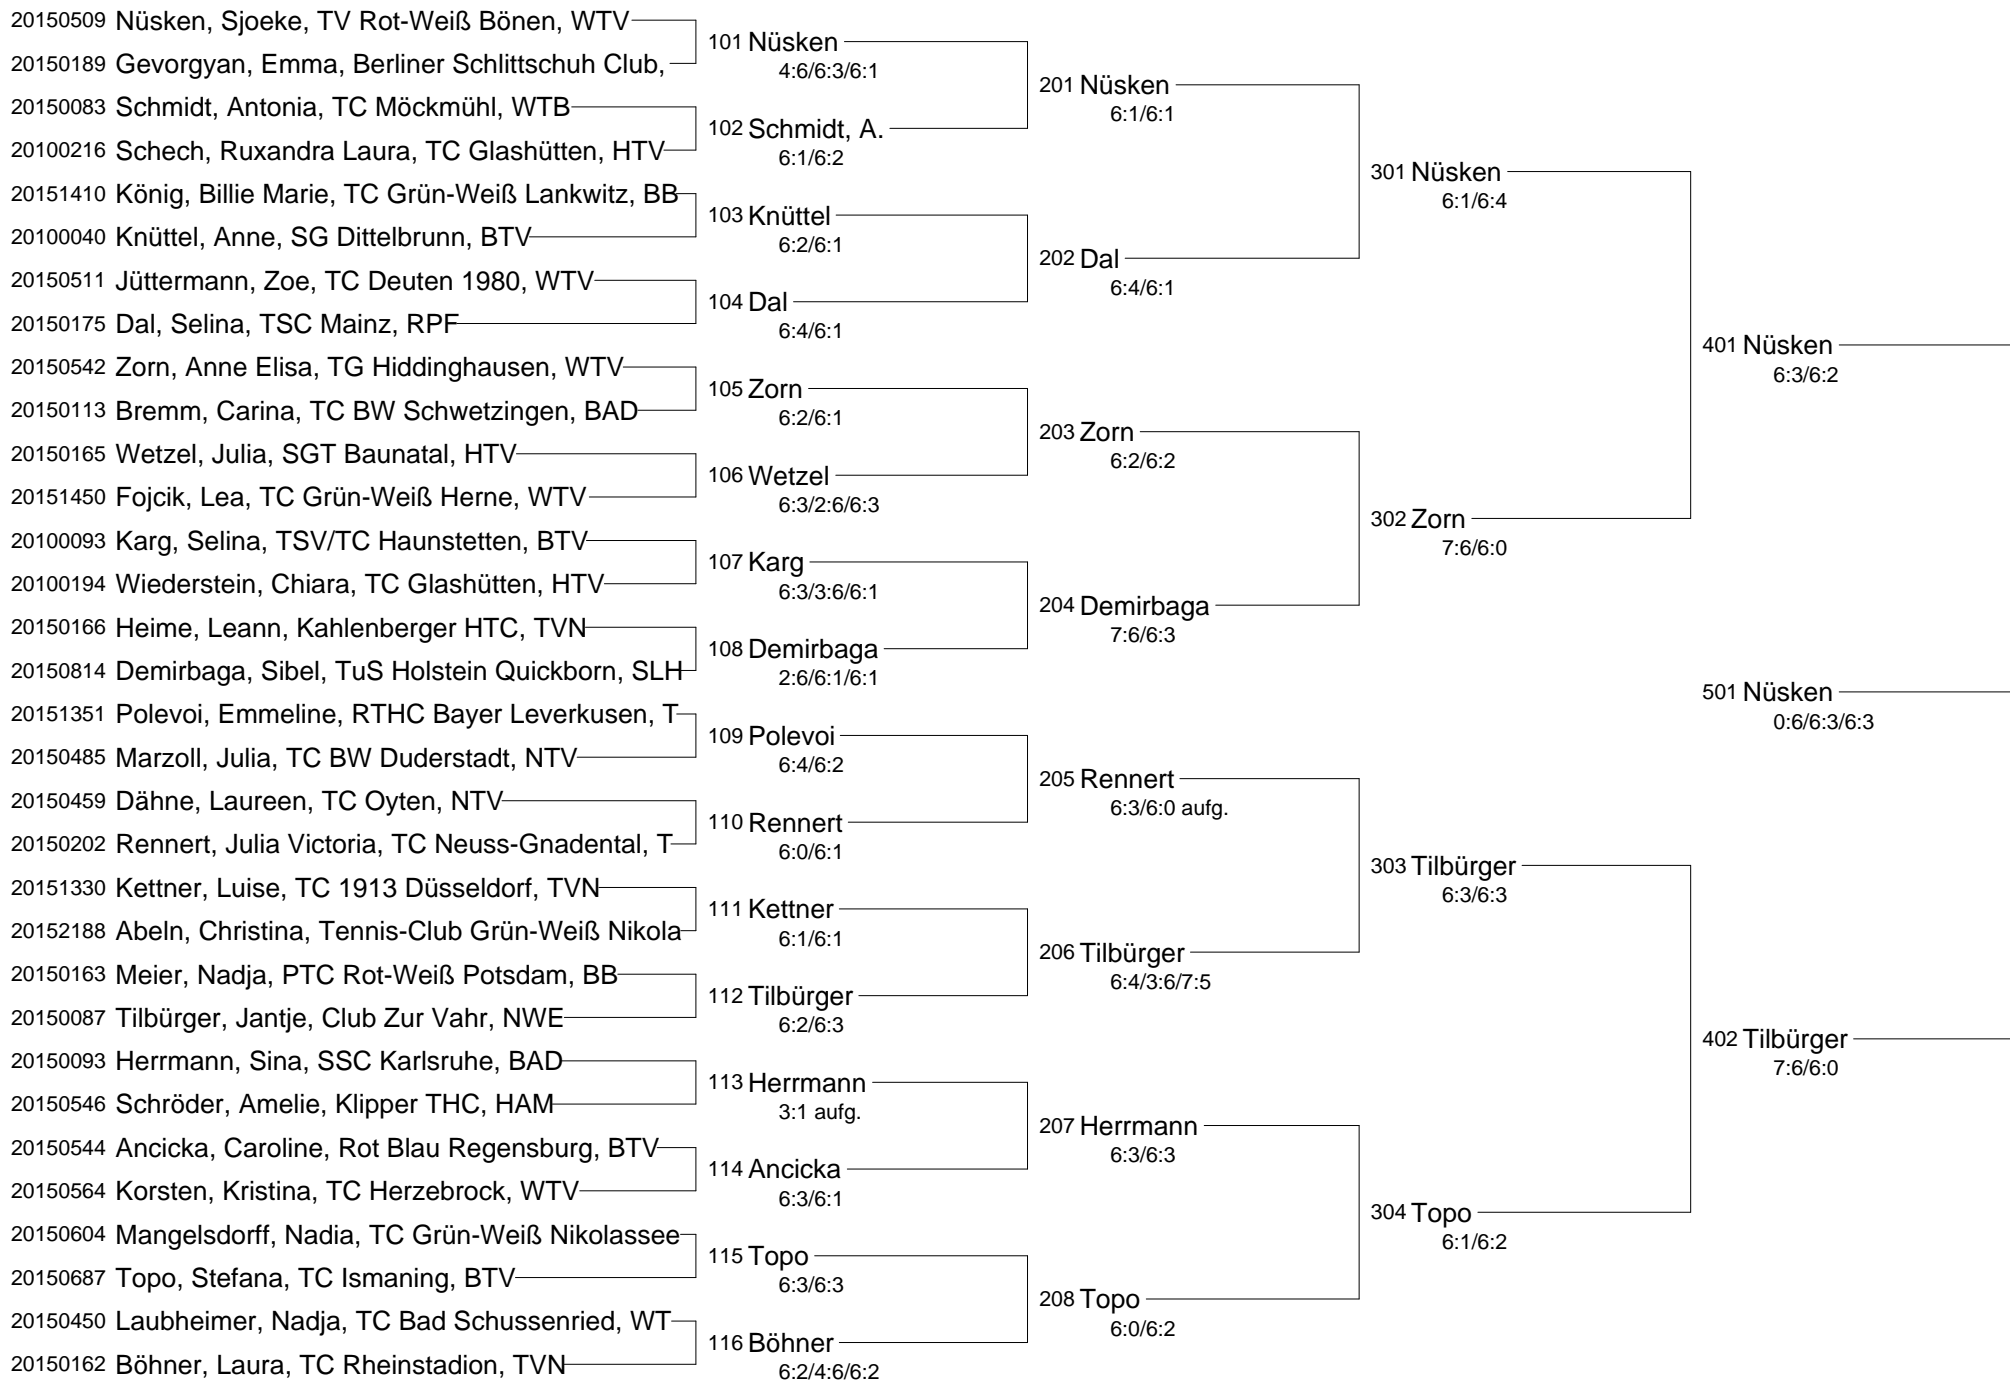 20150509 Nüsken, Sjoeke, TV Rot-Weiß Bönen, WTV
20150189 Gevorgyan, Emma, Berliner Schlittschuh Club,
20150083 Schmidt, Antonia, TC Möckmühl, WTB
20100216 Schech, Ruxandra Laura, TC Glashütten, HTV
20151410 König, Billie Marie, TC Grün-Weiß Lankwitz, BB
20100040 Knüttel, Anne, SG Dittelbrunn, BTV
20150511 Jüttermann, Zoe, TC Deuten 1980, WTV
20150175 Dal, Selina, TSC Mainz, RPF
20150542 Zorn, Anne Elisa, TG Hiddinghausen, WTV
20150113 Bremm, Carina, TC BW Schwetzingen, BAD
20150165 Wetzel, Julia, SGT Baunatal, HTV
20151450 Fojcik, Lea, TC Grün-Weiß Herne, WTV
20100093 Karg, Selina, TSV/TC Haunstetten, BTV
20100194 Wiederstein, Chiara, TC Glashütten, HTV
20150166 Heime, Leann, Kahlenberger HTC, TVN
20150814 Demirbaga, Sibel, TuS Holstein Quickborn, SLH
20151351 Polevoi, Emmeline, RTHC Bayer Leverkusen, T
20150485 Marzoll, Julia, TC BW Duderstadt, NTV
20150459 Dähne, Laureen, TC Oyten, NTV
20150202 Rennert, Julia Victoria, TC Neuss-Gnadental, T
20151330 Kettner, Luise, TC 1913 Düsseldorf, TVN
20152188 Abeln, Christina, Tennis-Club Grün-Weiß Nikola
20150163 Meier, Nadja, PTC Rot-Weiß Potsdam, BB
20150087 Tilbürger, Jantje, Club Zur Vahr, NWE
20150093 Herrmann, Sina, SSC Karlsruhe, BAD
20150546 Schröder, Amelie, Klipper THC, HAM
20150544 Ancicka, Caroline, Rot Blau Regensburg, BTV
20150564 Korsten, Kristina, TC Herzebrock, WTV
20150604 Mangelsdorff, Nadia, TC Grün-Weiß Nikolassee
20150687 Topo, Stefana, TC Ismaning, BTV
20150450 Laubheimer, Nadja, TC Bad Schussenried, WT
20150162 Böhner, Laura, TC Rheinstadion, TVN
101 Nüsken
4:6/6:3/6:1
102 Schmidt, A.
6:1/6:2
103 Knüttel
6:2/6:1
104 Dal
6:4/6:1
105 Zorn
6:2/6:1
106 Wetzel
6:3/2:6/6:3
107 Karg
6:3/3:6/6:1
108 Demirbaga
2:6/6:1/6:1
109 Polevoi
6:4/6:2
110 Rennert
6:0/6:1
111 Kettner
6:1/6:1
112 Tilbürger
6:2/6:3
113 Herrmann
3:1 aufg.
114 Ancicka
6:3/6:1
115 Topo
6:3/6:3
116 Böhner
6:2/4:6/6:2
201 Nüsken
6:1/6:1
202 Dal
6:4/6:1
203 Zorn
6:2/6:2
204 Demirbaga
7:6/6:3
205 Rennert
6:3/6:0 aufg.
206 Tilbürger
6:4/3:6/7:5
207 Herrmann
6:3/6:3
208 Topo
6:0/6:2
301 Nüsken
6:1/6:4
302 Zorn
7:6/6:0
303 Tilbürger
6:3/6:3
304 Topo
6:1/6:2
401 Nüsken
6:3/6:2
501 Nüsken
0:6/6:3/6:3
402 Tilbürger
7:6/6:0